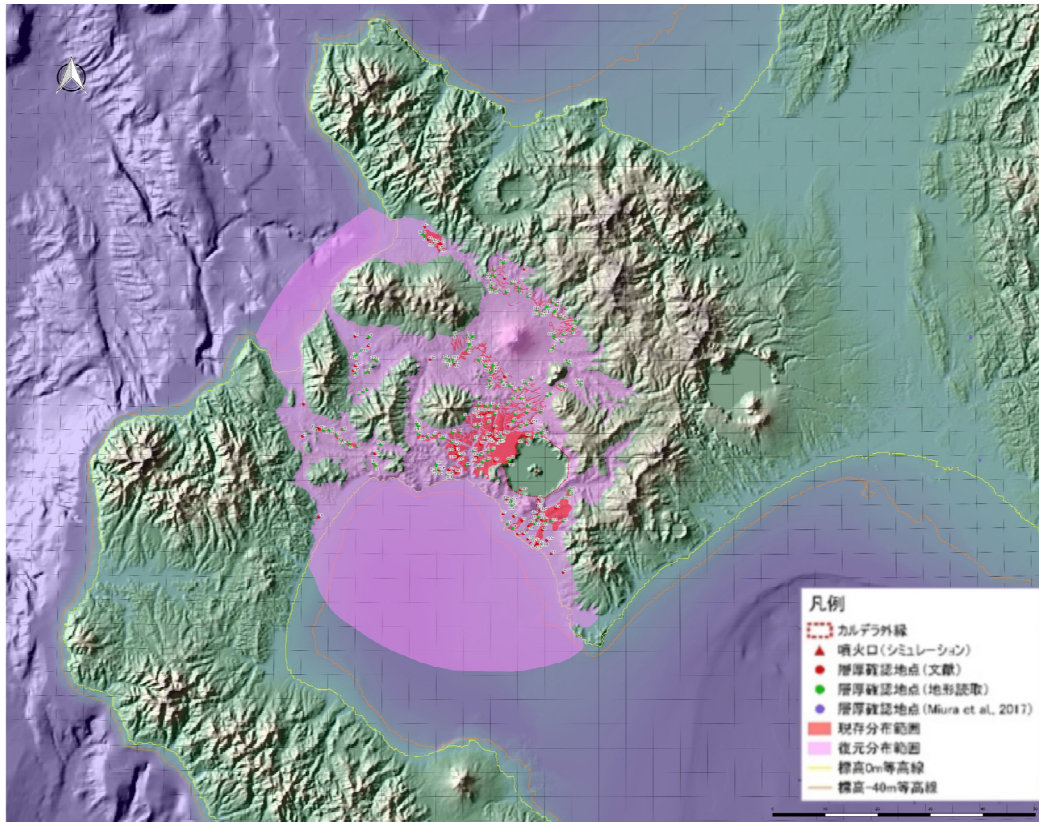 凡例
カルデラ外縁
噴火口(シミュレーション)
層厚確認地点(文献)
層厚確認地点(地形読取)
層厚確認地点(Miura et al., 2017)
現存分布範囲
復元分布範囲
標高0m等高線
標高-40m等高線